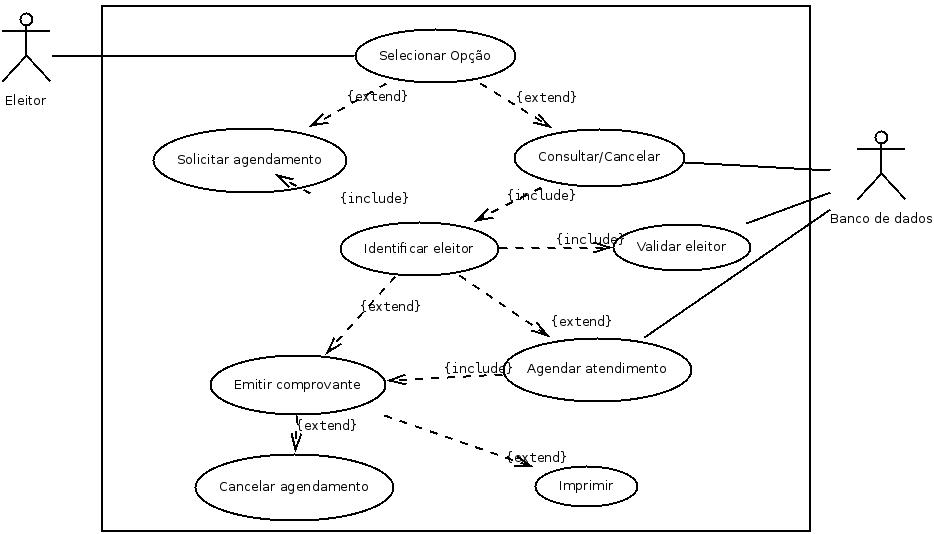 Selecionar Opção
Eleitor
{extend}
{extend}
Solicitar agendamento
Consultar/Cancelar
{include}
{include}
Banco de dados
Identificar eleitor
{include}
Validar eleitor
{extend}
{extend}
{include}
Agendar atendimento
Emitir comprovante
{extend}
{extend}
Cancelar agendamento
Imprimir